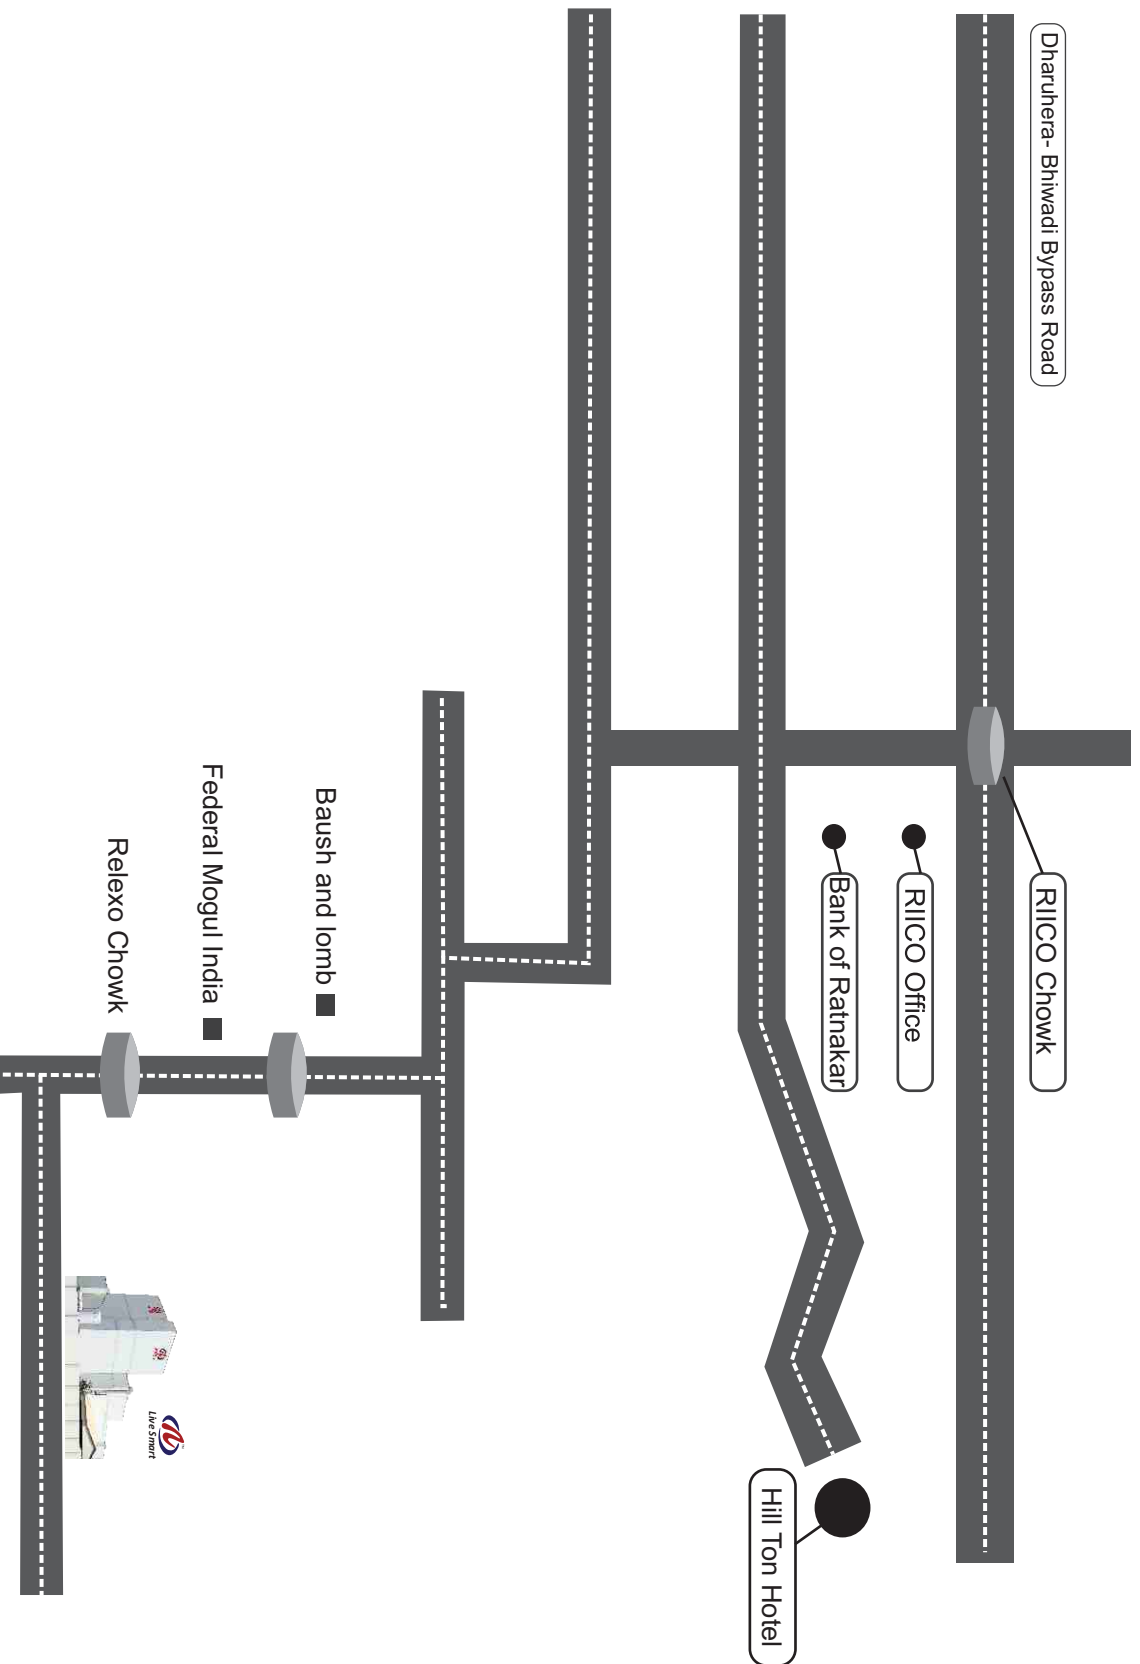 Dharuhera- Bhiwadi Bypass Road
RIICO Chowk
RIICO Office
Bank of Ratnakar
Hill Ton Hotel
Baush and lomb
Federal Mogul India
Relexo Chowk
Live Smart